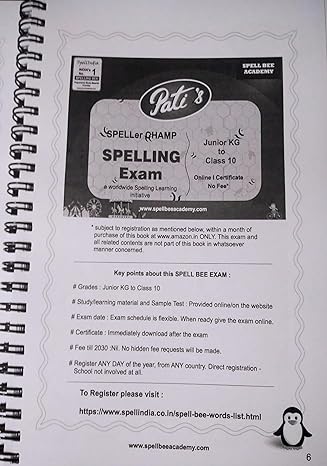 SpellIndia
INDIA'S
No. 1
SPELLING BEE
SPELL BEE
ACADEMY
Pati's
SPELLer CHAMP
SPELLING
Exam
a worldwide Spelling Learning
initiative
Junior KG
to
Class 10
Online I Certificate
No Fee*
www.spellbeeacademy.com
* subject to registration as mentioned below, within a month of
purchase of this book at www.amazon.in ONLY. This exam and
all related contents are not part of this book in whatsoever
manner concerned.
Key points about this SPELL BEE EXAM :
# Grades : Junior KG to Class 10
# Study/learning material and Sample Test : Provided online/on the website
# Exam date : Exam schedule is flexible. When ready give the exam online.
# Certificate : Immediately download after the exam
# Fee till 2030 :Nil. No hidden fee requests will be made.
# Register ANY DAY of the year, from ANY country. Direct registration -
School not involved at all.
To Register please visit :
https://www.spellindia.co.in/spell-bee-words-list.html
www.spellbeeacademy.com
6